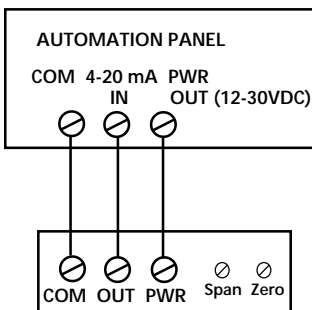 AUTOMATION PANEL
COM 4-20 mA PWR
IN OUT (12-30VDC)
COM OUT PWR Span Zero